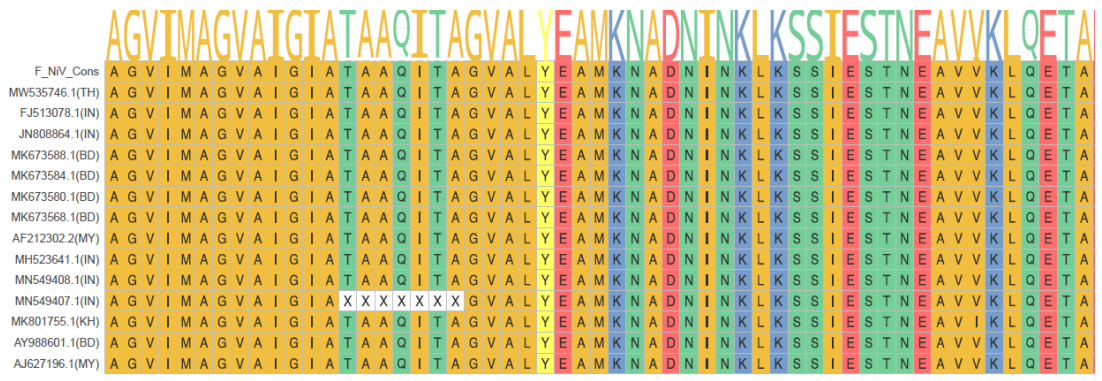 AGVIMAGVAIGIATAAQITAGVALYEAMKNADNINKLKSSIESTNEAVVKLQETA
F_NiV_Cons A G V I M A G V A I G I A T A A Q I T A G V A L Y E A M K N A D N I N K L K S S I E S T N E A V V K L Q E T A
MW535746.1(TH) A G V I M A G V A I G I A T A A Q I T A G V A L Y E A M K N A D N I N K L K S S I E S T N E A V V K L Q E T A
FJ513078.1(IN) A G V I M A G V A I G I A T A A Q I T A G V A L Y E A M K N A D N I N K L K S S I E S T N E A V V K L Q E T A
JN808864.1(IN) A G V I M A G V A I G I A T A A Q I T A G V A L Y E A M K N A D N I N K L K S S I E S T N E A V V K L Q E T A
MK673588.1(BD) A G V I M A G V A I G I A T A A Q I T A G V A L Y E A M K N A D N I N K L K S S I E S T N E A V V K L Q E T A
MK673584.1(BD) A G V I M A G V A I G I A T A A Q I T A G V A L Y E A M K N A D N I N K L K S S I E S T N E A V V K L Q E T A
MK673580.1(BD) A G V I M A G V A I G I A T A A Q I T A G V A L Y E A M K N A D N I N K L K S S I E S T N E A V V K L Q E T A
MK673568.1(BD) A G V I M A G V A I G I A T A A Q I T A G V A L Y E A M K N A D N I N K L K S S I E S T N E A V V K L Q E T A
AF212302.2(MY) A G V I M A G V A I G I A T A A Q I T A G V A L Y E A M K N A D N I N K L K S S I E S T N E A V V K L Q E T A
MH523641.1(IN) A G V I M A G V A I G I A T A A Q I T A G V A L Y E A M K N A D N I N K L K S S I E S T N E A V V K L Q E T A
MN549408.1(IN) A G V I M A G V A I G I A T A A Q I T A G V A L Y E A M K N A D N I N K L K S S I E S T N E A V V K L Q E T A
MN549407.1(IN) A G V I M A G V A I G I A X X X X X X X G V A L Y E A M K N A D N I N K L K S S I E S T N E A V I K L Q E T A
MK801755.1(KH) A G V I M A G V A I G I A T A A Q I T A G V A L Y E A M K N A D N I N K L K S S I E S T N E A V V K L Q E T A
AY988601.1(BD) A G V I M A G V A I G I A T A A Q I T A G V A L Y E A M K N A D N I N K L K S S I E S T N E A V V K L Q E T A
AJ627196.1(MY) A G V I M A G V A I G I A T A A Q I T A G V A L Y E A M K N A D N I N K L K S S I E S T N E A V V K L Q E T A